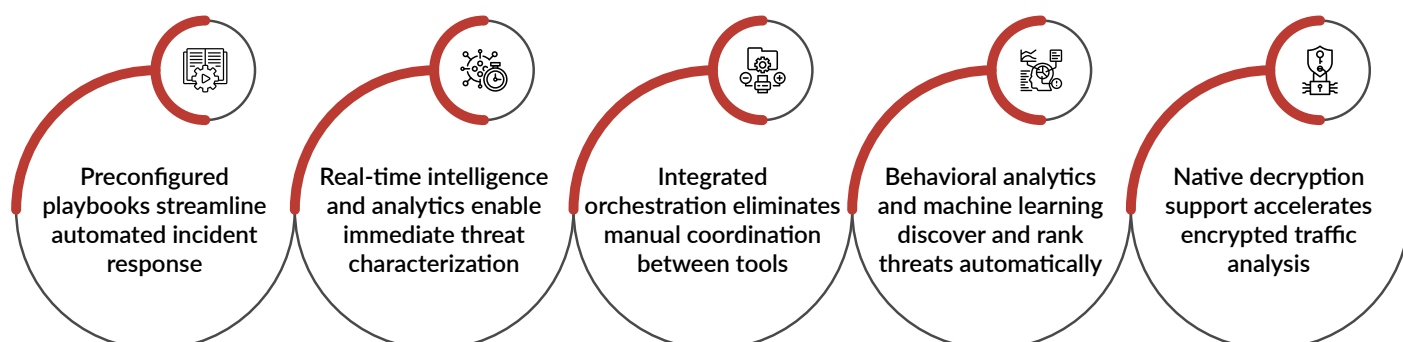 Preconfigured
playbooks streamline
automated incident
response
Real-time intelligence
and analytics enable
immediate threat
characterization
Integrated
orchestration eliminates
manual coordination
between tools
Behavioral analytics
and machine learning
discover and rank
threats automatically
Native decryption
support accelerates
encrypted traffic
analysis